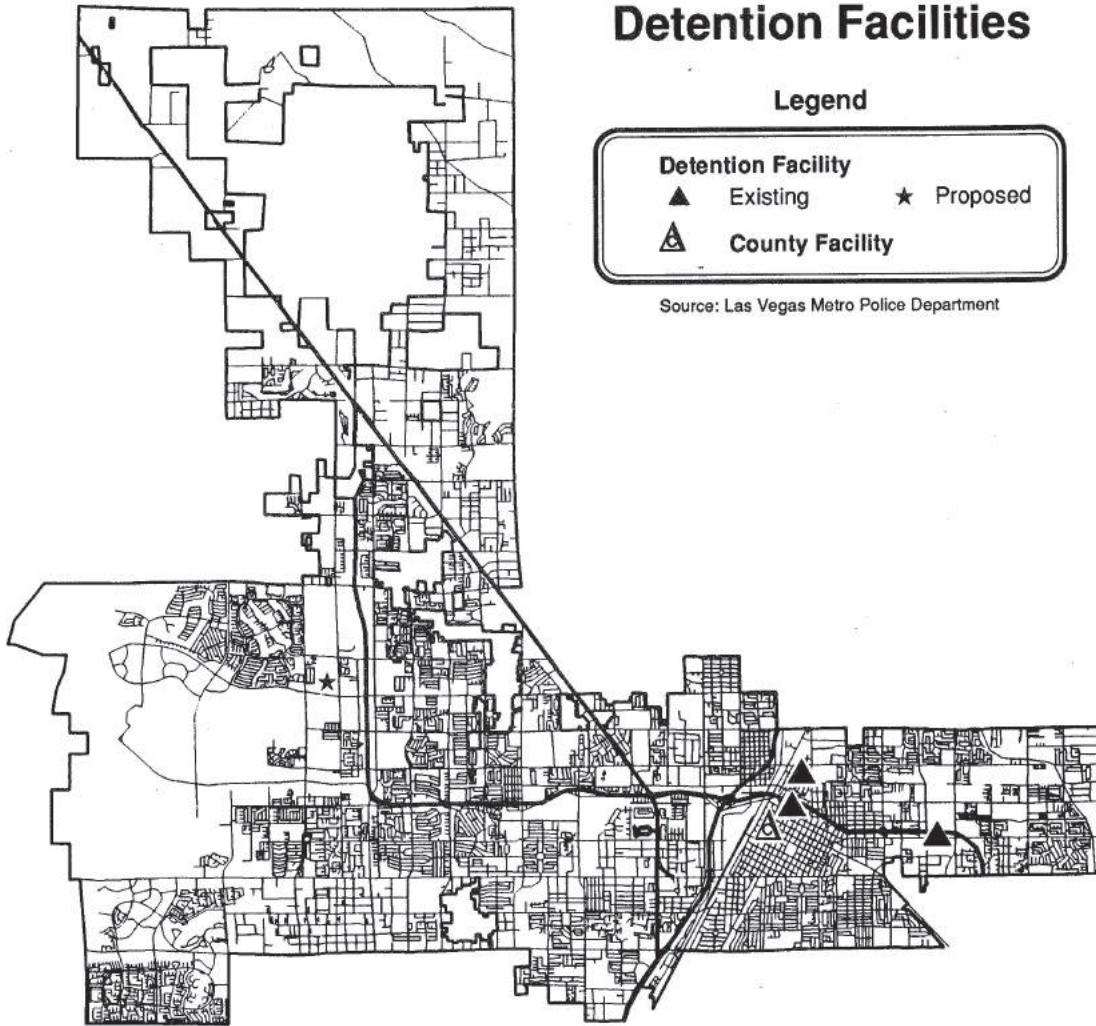 Detention Facilities
Legend
Detention Facility
Existing
Proposed
C
County Facility
Source: Las Vegas Metro Police Department
C